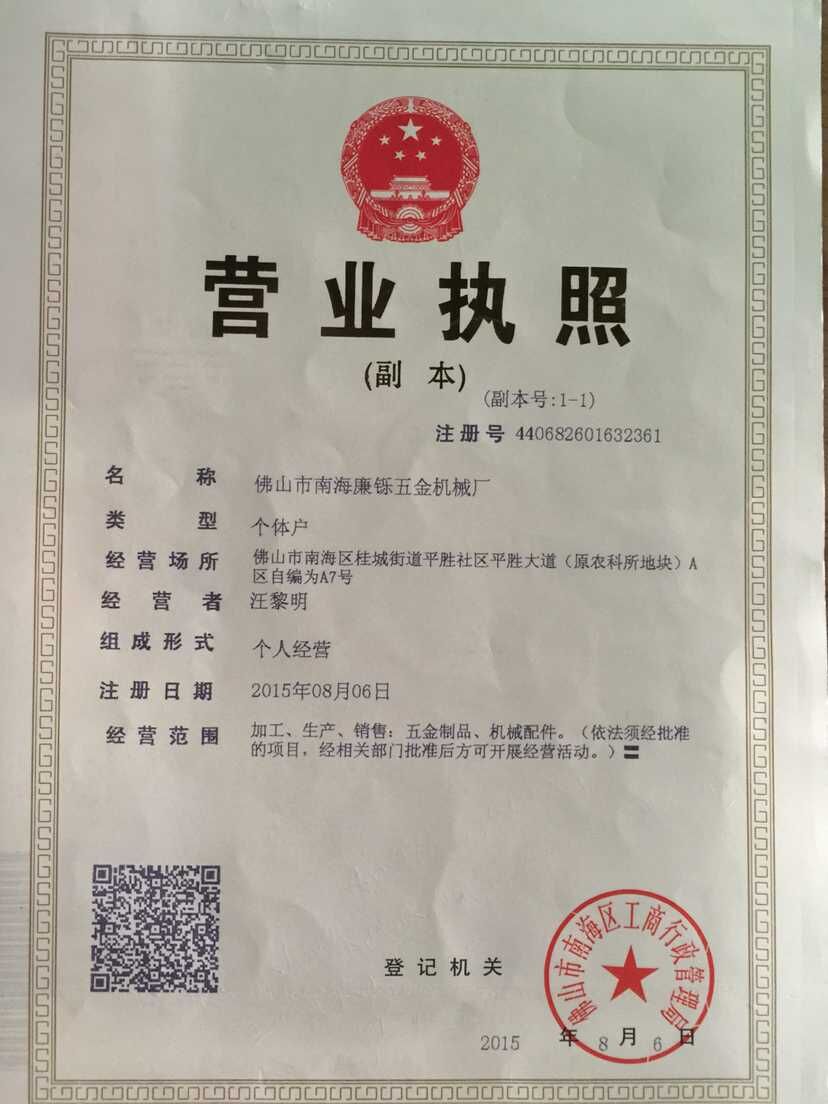 营业执照
(副 本)
(副本号:1-1)
注册号 440682601632361
名称 佛山市南海廉铄五金机械厂
类型 个体户
经营场所 佛山市南海区桂城街道平胜社区平胜大道（原农科所地块）A
区自编为A7号
经营者 汪黎明
组成形式 个人经营
注册日期 2015年08月06日
经营范围 加工、生产、销售：五金制品、机械配件。（依法须经批准
的项目，经相关部门批准后方可开展经营活动。）〓
佛山市南海区工商行政管理局
登记机关
2015 年 8 月 6 日